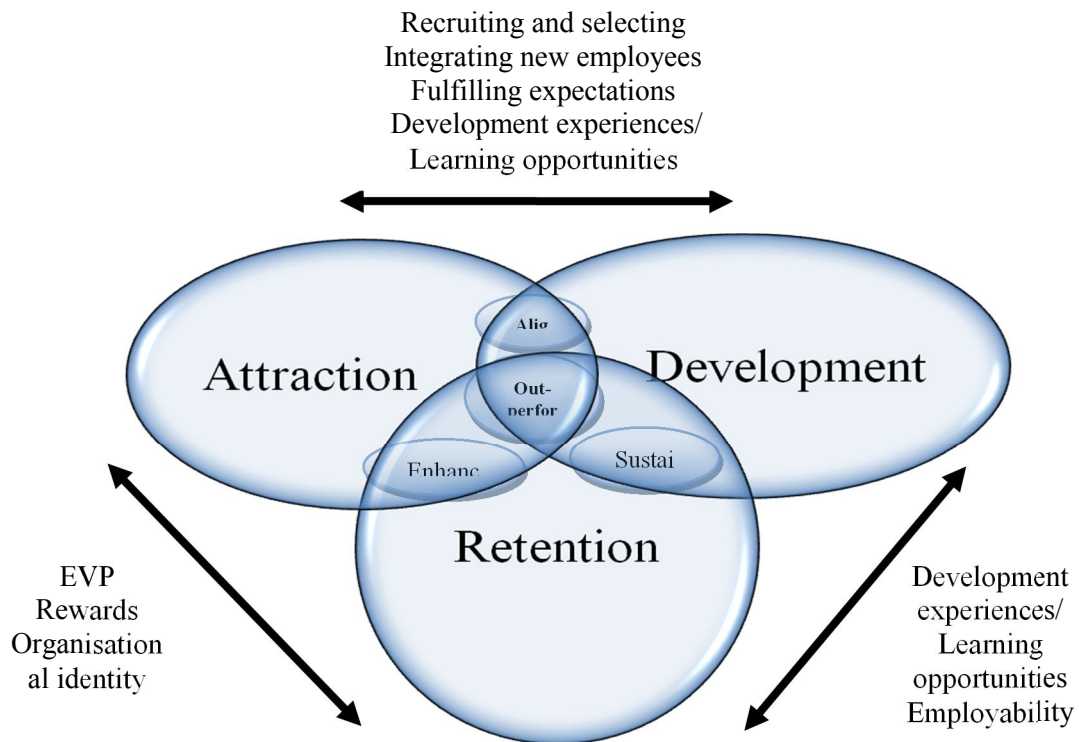 Recruiting and selecting
Integrating new employees
Fulfilling expectations
Development experiences/
Learning opportunities
Alig
Attraction
Development
Out-
perfor
Enhanc
Sustai
Retention
EVP
Rewards
Organisation
al identity
Development
experiences/
Learning
opportunities
Employability